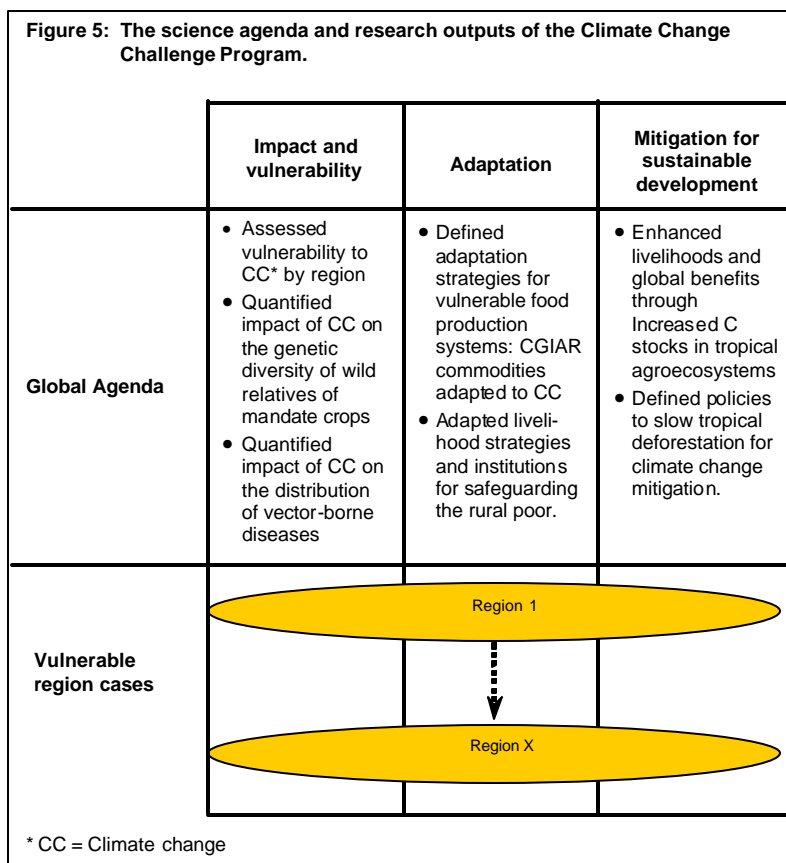 Figure 5: The science agenda and research outputs of the Climate Change
Challenge Program.
Impact and
vulnerability
Adaptation
Mitigation for
sustainable
development
Global Agenda
• Assessed
vulnerability to
CC* by region
• Quantified
impact of CC on
the genetic
diversity of wild
relatives of
mandate crops
• Quantified
impact of CC on
the distribution
of vector-borne
diseases
• Defined
adaptation
strategies for
vulnerable food
production
systems: CGIAR
commodities
adapted to CC
• Adapted liveli-
hood strategies
and institutions
for safeguarding
the rural poor.
• Enhanced
livelihoods and
global benefits
through
Increased C
stocks in tropical
agroecosystems
• Defined policies
to slow tropical
deforestation for
climate change
mitigation.
Vulnerable
region cases
Region 1
Region X
* CC = Climate change